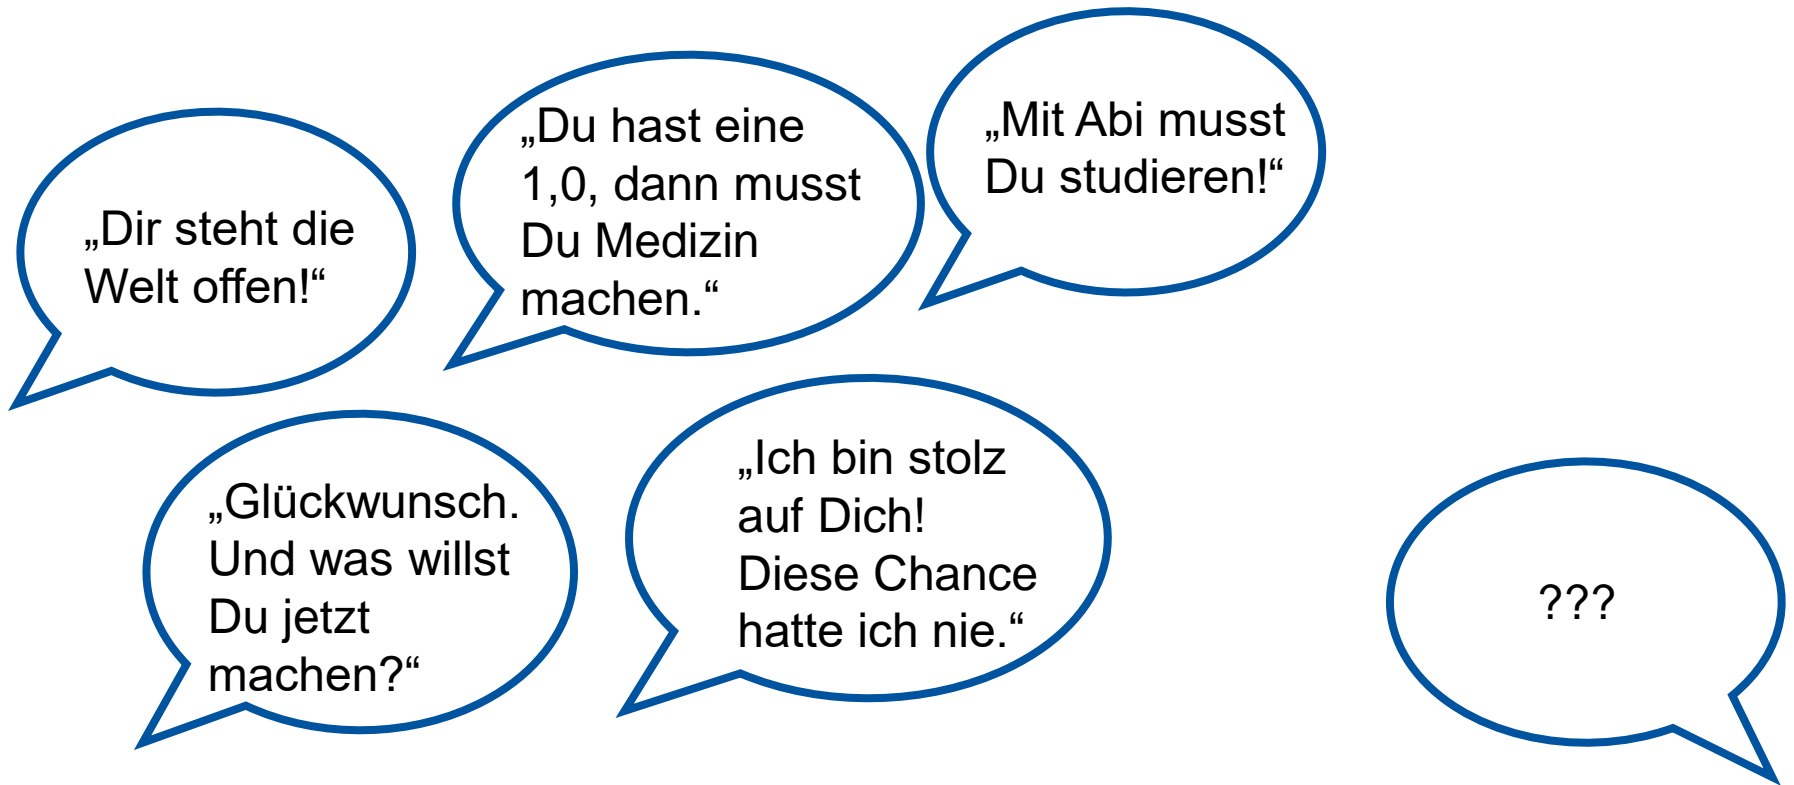 „Dir steht die
Welt offen!“
„Du hast eine
1,0, dann musst
Du Medizin
machen.“
„Mit Abi musst
Du studieren!“
„Glückwunsch.
Und was willst
Du jetzt
machen?“
„Ich bin stolz
auf Dich!
Diese Chance
hatte ich nie.“
???